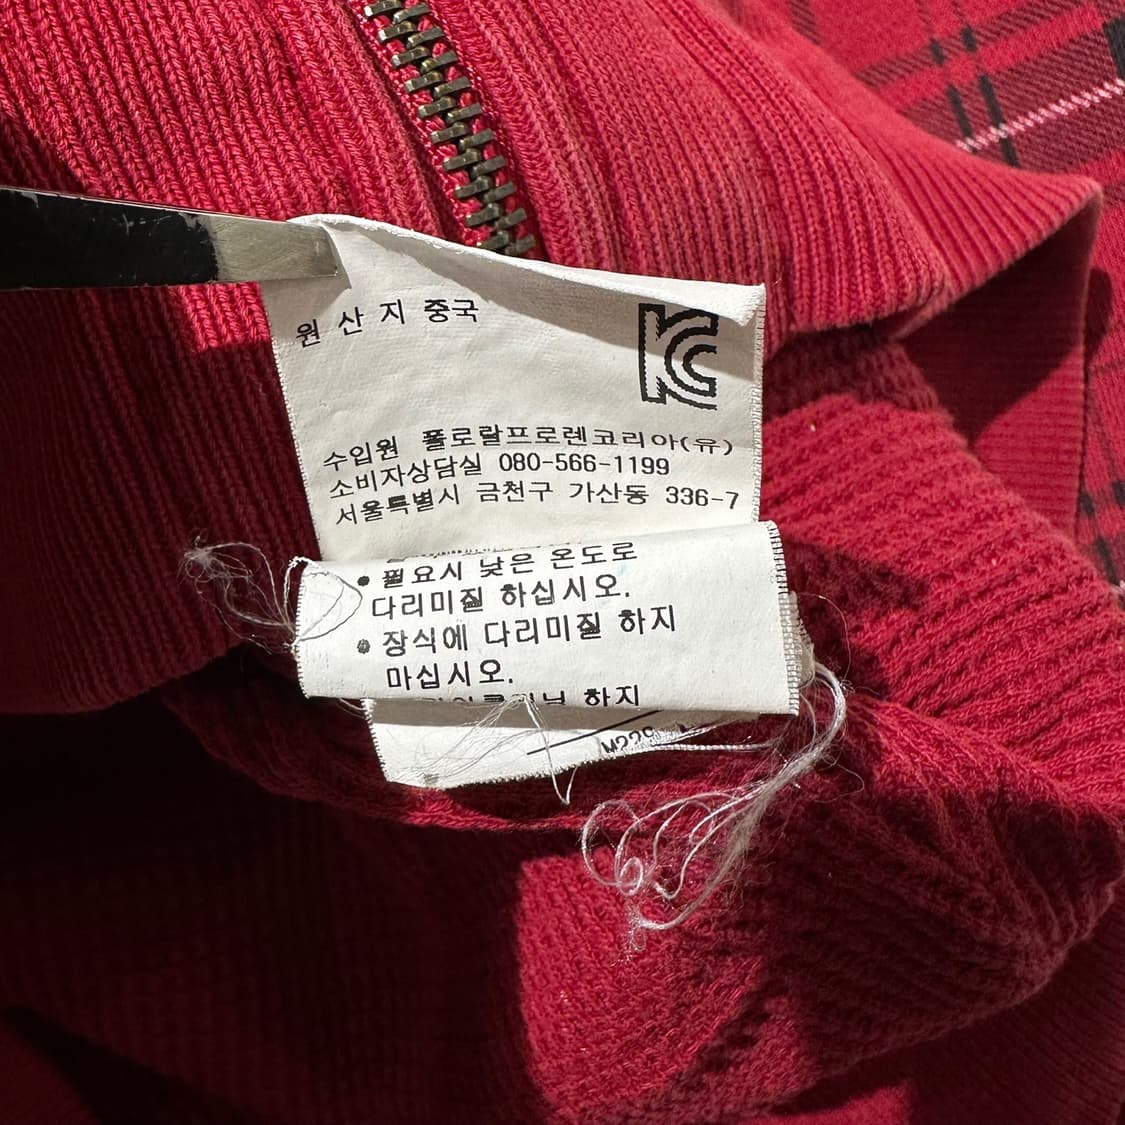 원 산 지 중국
KC
수입원 폴로랄프로렌코리아(유)
소비자상담실 080-566-1199
서울특별시 금천구 가산동 336-7
• 필요시 낮은 온도로
다리미질 하십시오.
• 장식에 다리미질 하지
마십시오.
하지